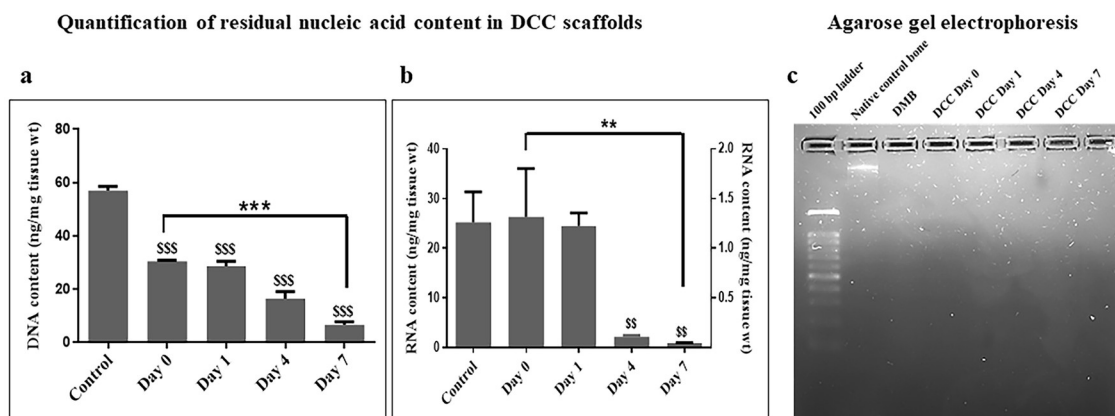 Quantification of residual nucleic acid content in DCC scaffolds
Agarose gel electrophoresis
a
DNA content (ng/mg tissue wt)
80
60
40
20
0
***
$$$
$$$
$$$
$$$
Control
Day 0
Day 1
Day 4
Day 7
b
RNA content (ng/mg tissue wt)
40
30
20
10
0
**
$$
$$
2.0
1.5
1.0
0.5
RNA content (ng/mg tissue wt)
Control
Day 0
Day 1
Day 4
Day 7
c
100 bp ladder
Native control bone
DMB
DCC Day 0
DCC Day 1
DCC Day 4
DCC Day 7